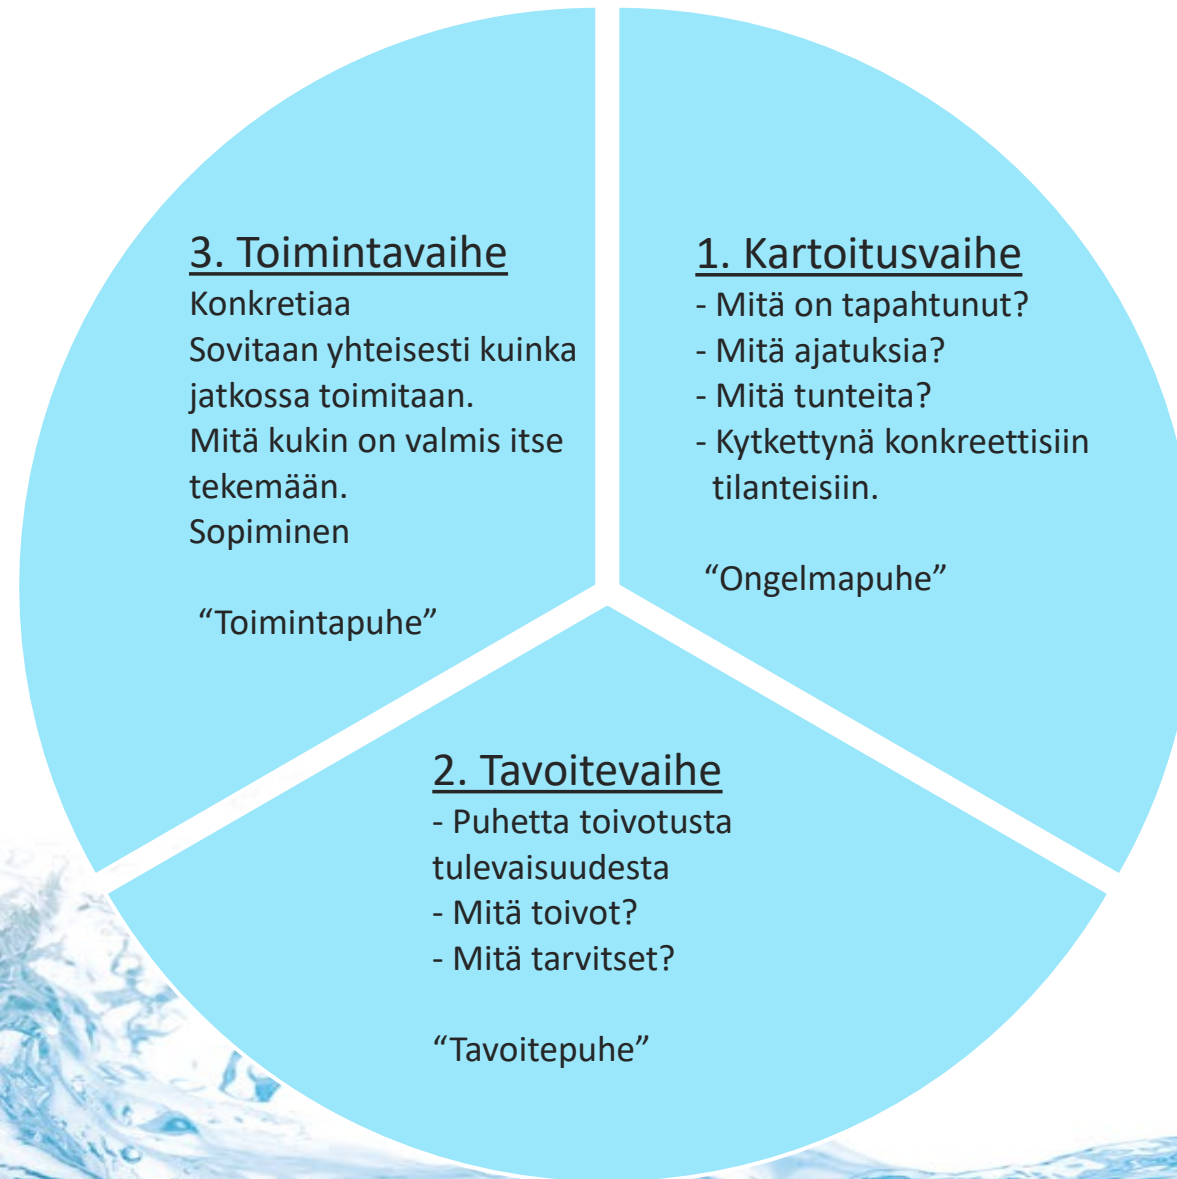 3. Toimintavaihe
Konkretiaa
Sovitaan yhteisesti kuinka
jatkossa toimitaan.
Mitä kukin on valmis itse
tekemään.
Sopiminen
“Toimintapuhe”
1. Kartoitusvaihe
- Mitä on tapahtunut?
- Mitä ajatuksia?
- Mitä tunteita?
- Kytkettynä konkreettisiin
tilanteisiin.
“Ongelmapuhe”
2. Tavoitevaihe
- Puhetta toivotusta
tulevaisuudesta
- Mitä toivot?
- Mitä tarvitset?
“Tavoitepuhe”